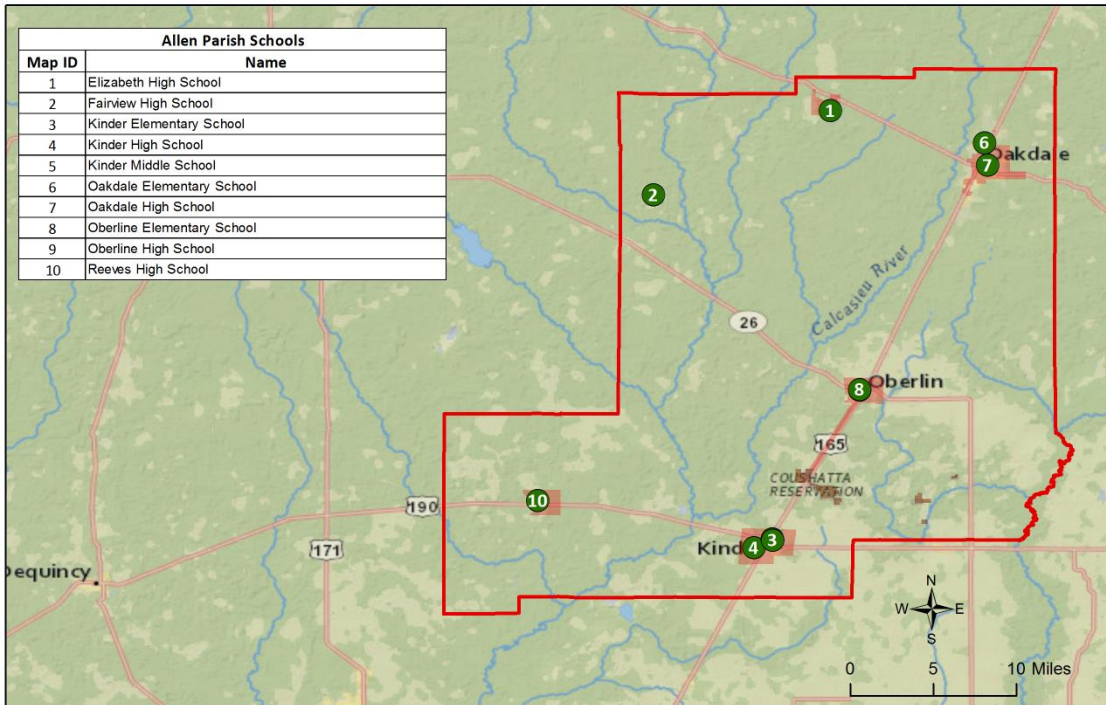 Allen Parish Schools
Map ID Name
1 Elizabeth High School
2 Fairview High School
3 Kinder Elementary School
4 Kinder High School
5 Kinder Middle School
6 Oakdale Elementary School
7 Oakdale High School
8 Oberline Elementary School
9 Oberline High School
10 Reeves High School
1
6
Oakdale
7
2
Calcasieu River
26
8
Oberlin
165
COUSHATTA
RESERVATION
10
190
171
Kind
4
3
Dequincy
N
W E
S
0 5 10 Miles